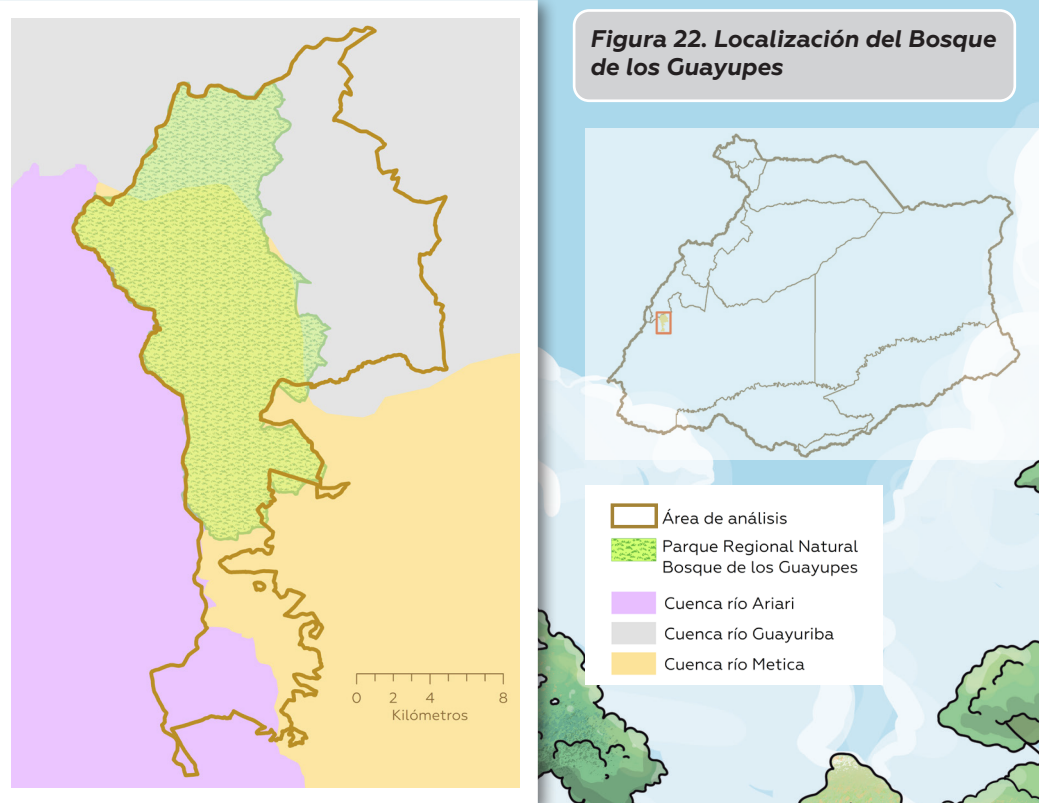 Figura 22. Localización del Bosque
de los Guayupes
Área de análisis
Parque Regional Natural
Bosque de los Guayupes
Cuenca río Ariari
Cuenca río Guayuriba
Cuenca río Metica
0 2 4 8
Kilómetros